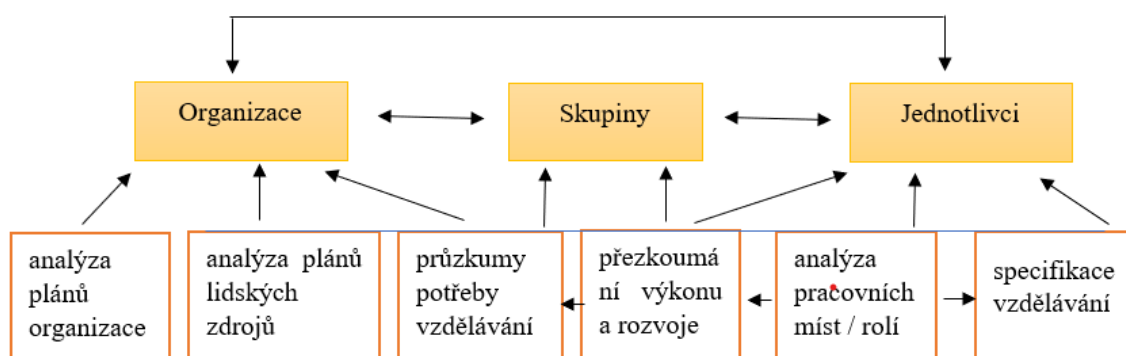 Organizace
Skupiny
Jednotlivci
analýza
plánů
organizace
analýza plánů
lidských
zdrojů
průzkumy
potřeby
vzdělávání
přezkoumá
ní výkonu
a rozvoje
analýza
pracovních
míst / rolí
specifikace
vzdělávání